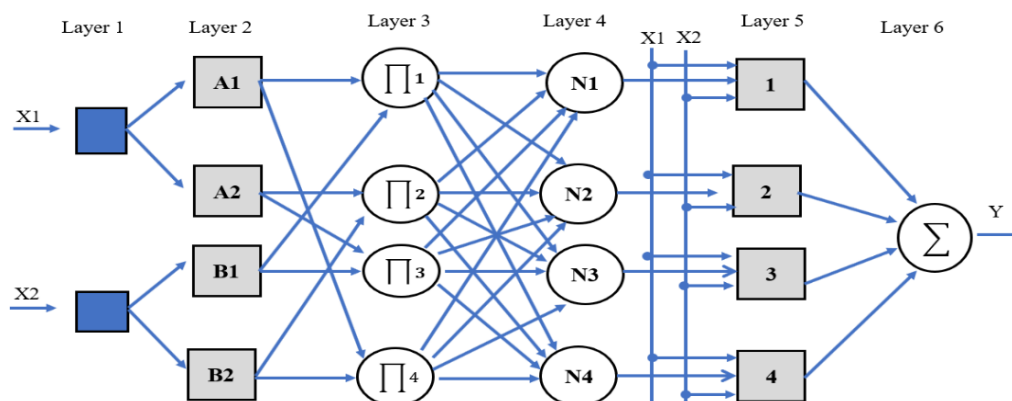 Layer 1 Layer 2 Layer 3 Layer 4 X1 X2 Layer 5 Layer 6
A1 ∏1 N1 1
X1
A2 ∏2 N2 2
Y
∑
B1 ∏3 N3 3
X2
B2 ∏4 N4 4